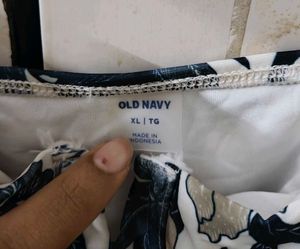 OLD NAVY
XL | TG
MADE IN
INDONESIA